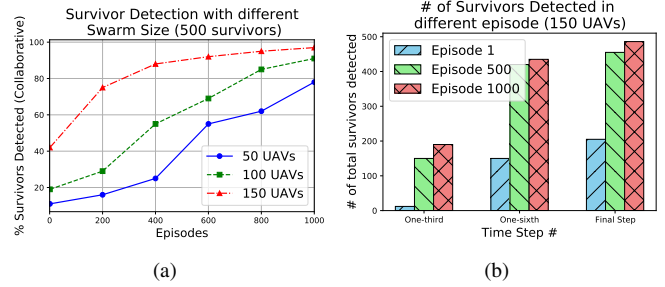 Survivor Detection with different
Swarm Size (500 survivors)
% Survivors Detected (Collaborative)
100
80
60
40
20
0
200
400
600
800
1000
Episodes
50 UAVs
100 UAVs
150 UAVs
(a)
# of Survivors Detected in
different episode (150 UAVs)
# of total survivors detected
500
400
300
200
100
0
One-third
One-sixth
Final Step
Time Step #
Episode 1
Episode 500
Episode 1000
(b)